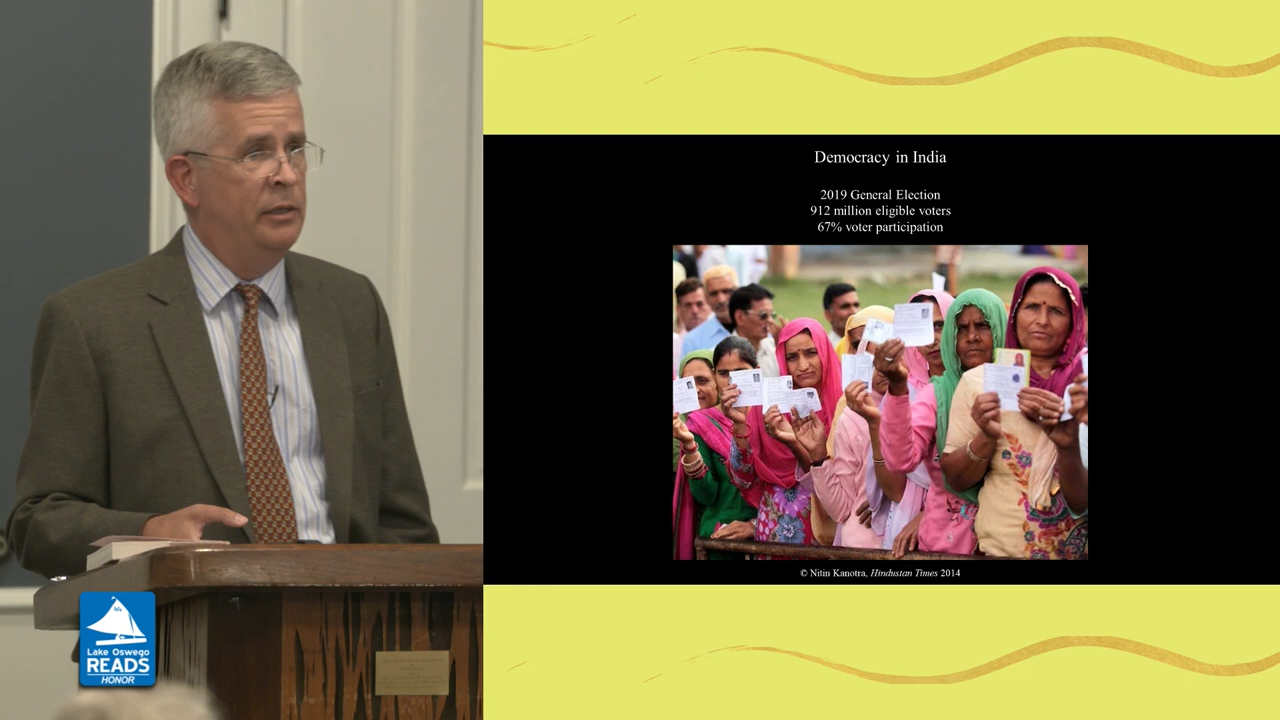 Democracy in India
2019 General Election
912 million eligible voters
67% voter participation
© Nitin Kanotra, Hindustan Times 2014
Lake Oswego
READS
HONOR